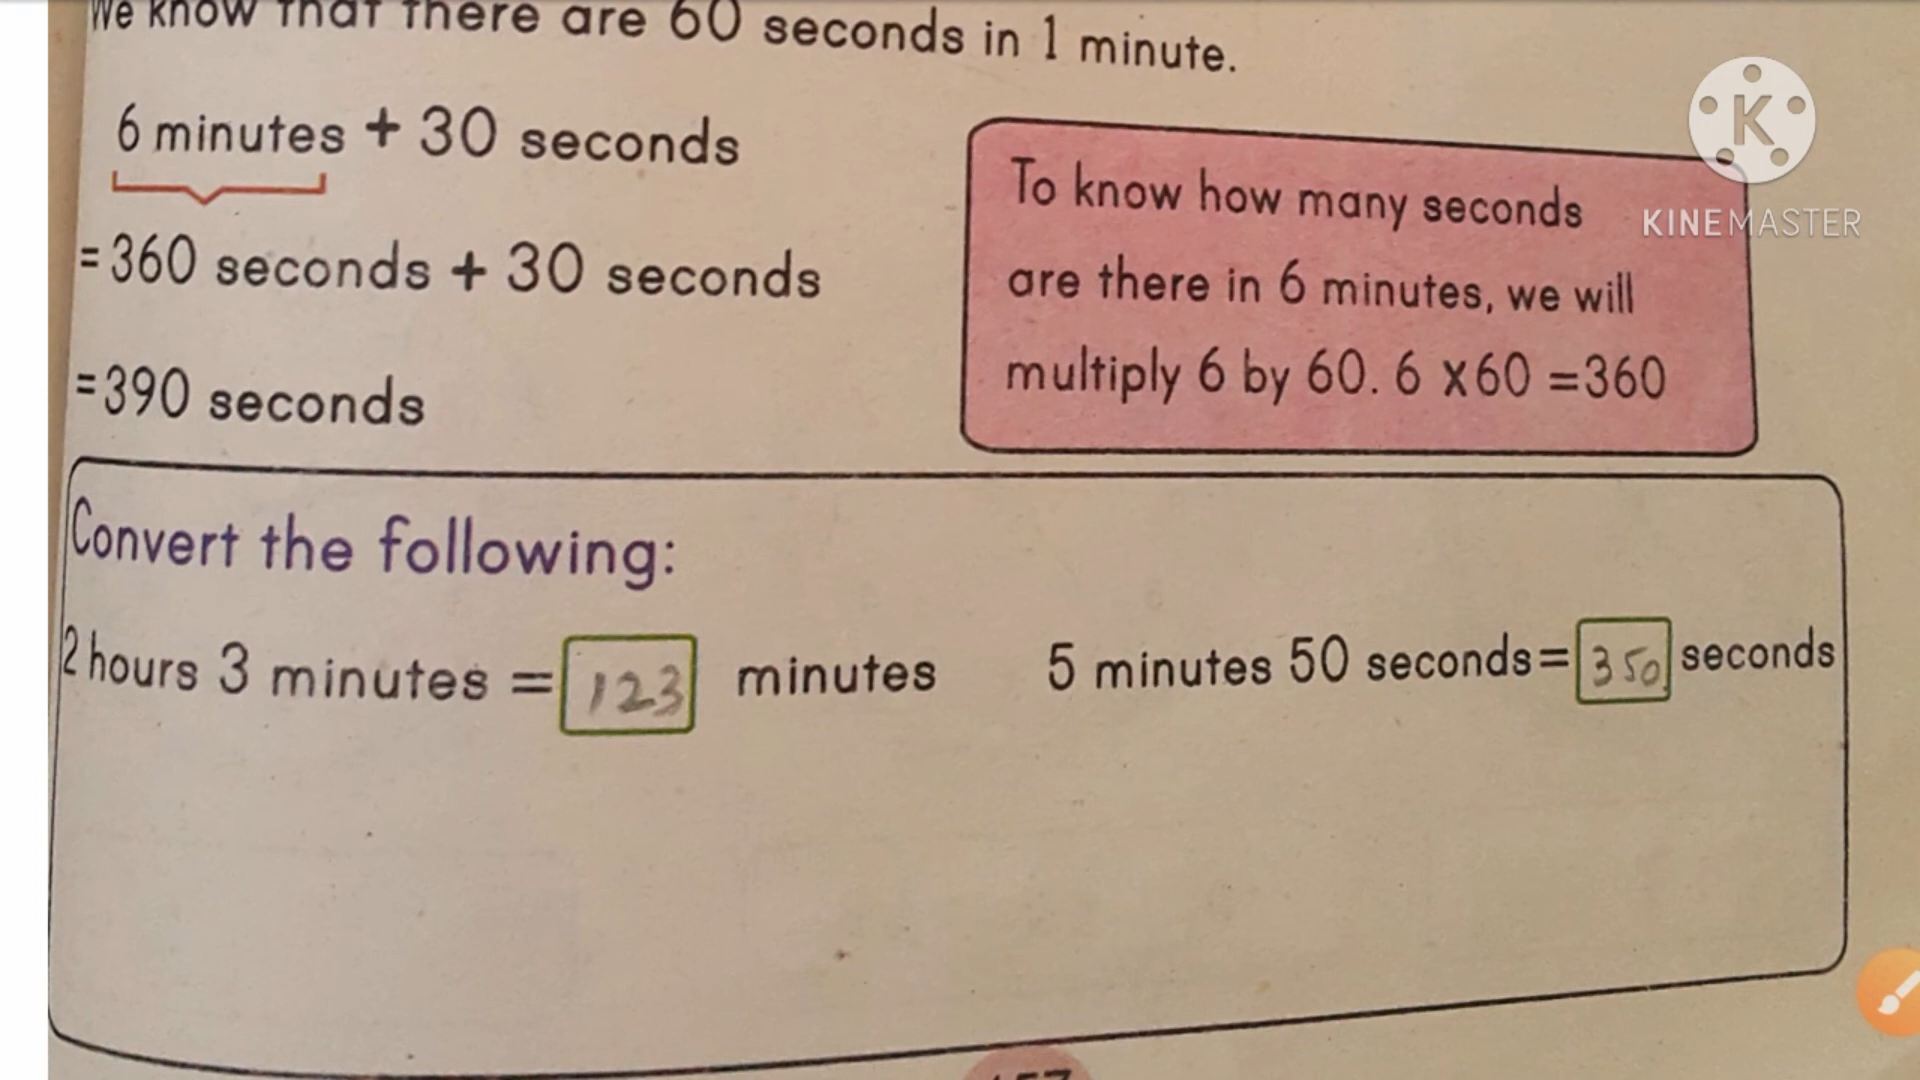 We know that there are 60 seconds in 1 minute.
6 minutes + 30 seconds
= 360 seconds + 30 seconds
= 390 seconds
To know how many seconds
are there in 6 minutes, we will
multiply 6 by 60. 6 x 60 = 360
K
KINEMASTER
Convert the following:
2 hours 3 minutes = 123 minutes
5 minutes 50 seconds = 350 seconds